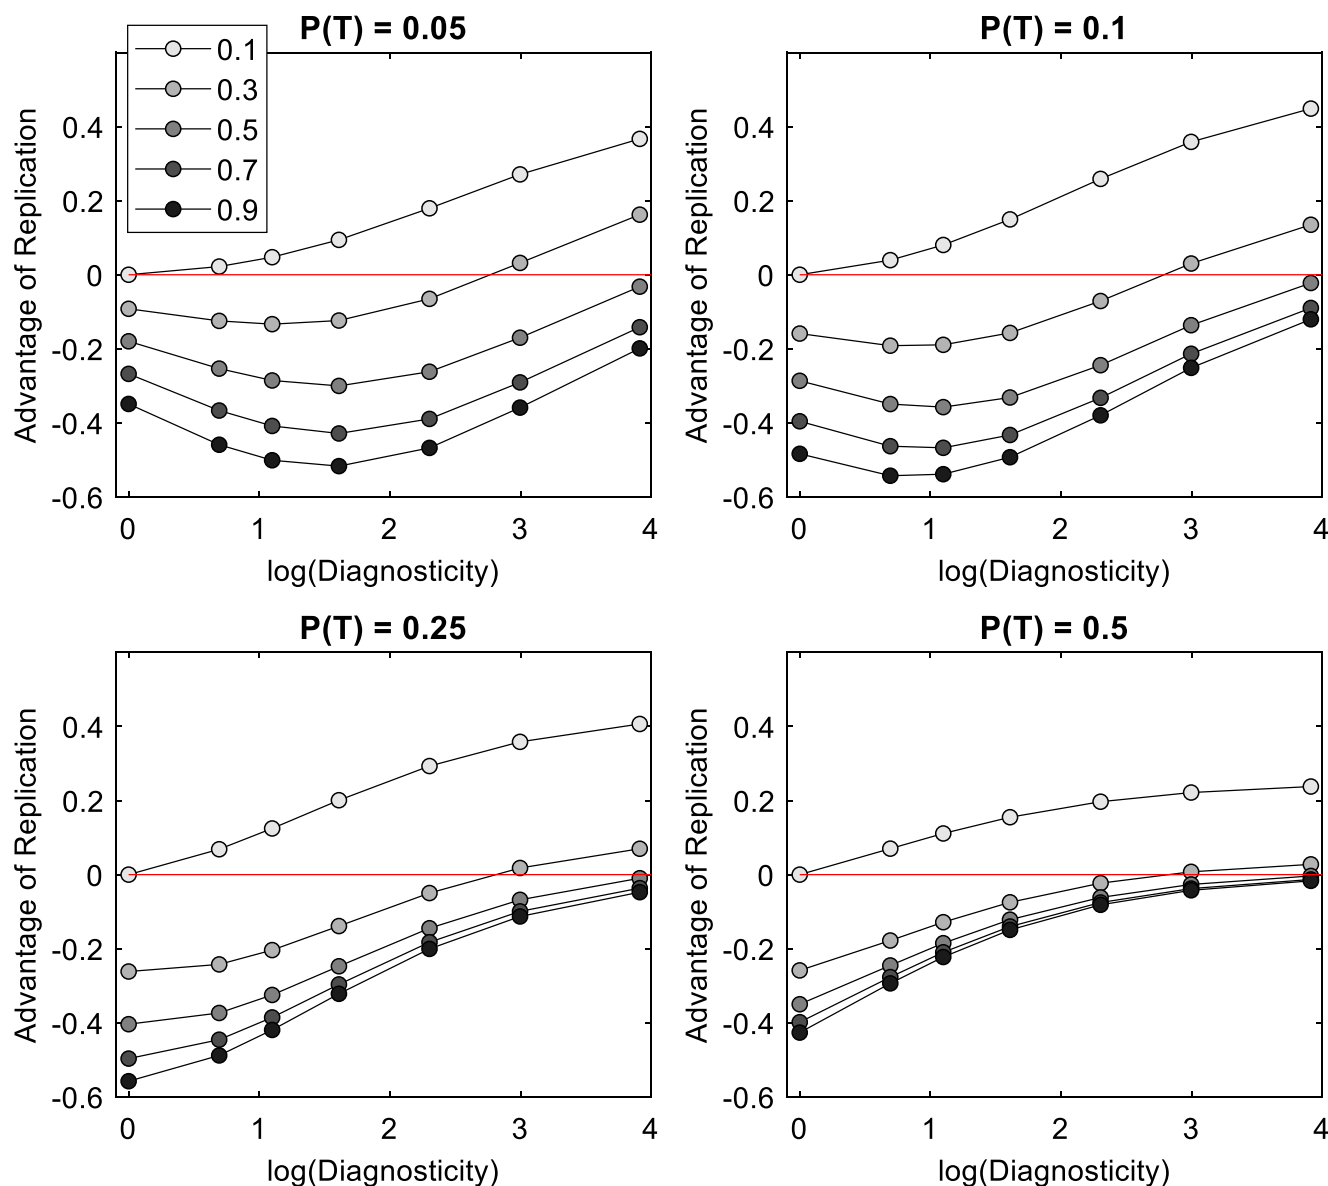 P(T) = 0.05
0.1
0.3
0.5
0.7
0.9
Advantage of Replication
0.4
0.2
0
-0.2
-0.4
-0.6
0 1 2 3 4
log(Diagnosticity)
P(T) = 0.1
Advantage of Replication
0.4
0.2
0
-0.2
-0.4
-0.6
0 1 2 3 4
log(Diagnosticity)
P(T) = 0.25
Advantage of Replication
0.4
0.2
0
-0.2
-0.4
-0.6
0 1 2 3 4
log(Diagnosticity)
P(T) = 0.5
Advantage of Replication
0.4
0.2
0
-0.2
-0.4
-0.6
0 1 2 3 4
log(Diagnosticity)